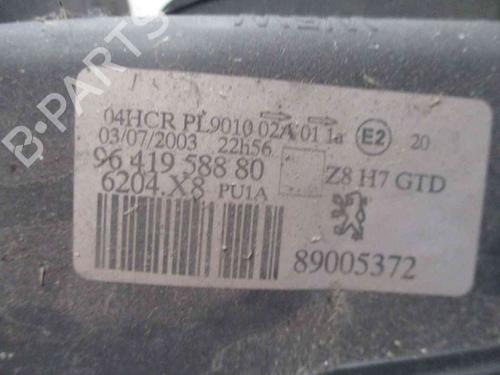 B-PARTS
04HCR PL9010 02A 01 1a E2 20
03/07/2003 22h56
96 419 588 80
Z8 H7 GTD
6204.X8 PU1A
89005372